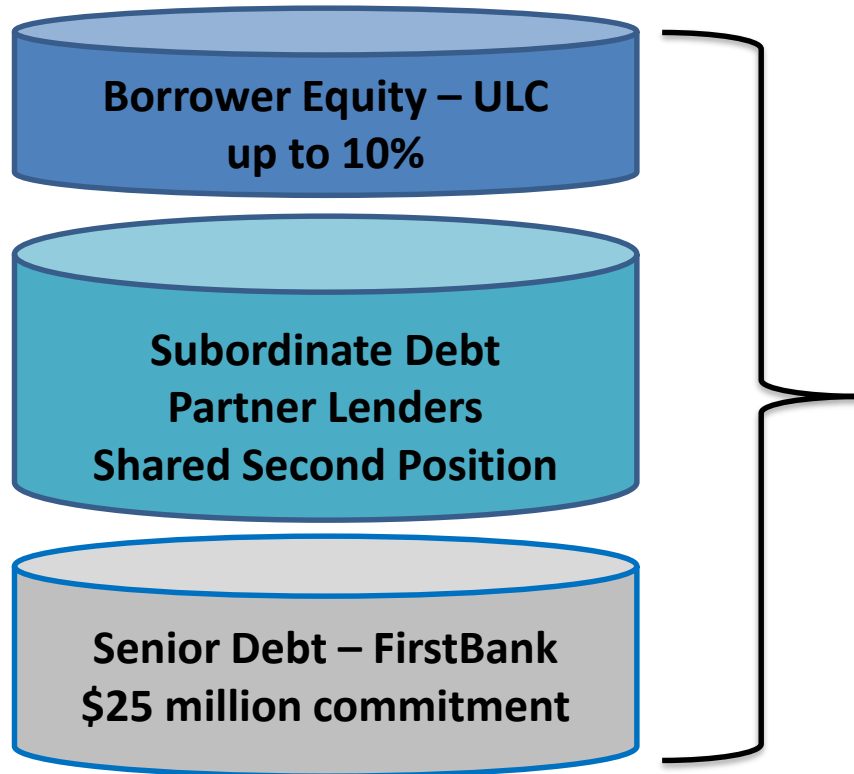 Borrower Equity – ULC
up to 10%
Subordinate Debt
Partner Lenders
Shared Second Position
Senior Debt – FirstBank
$25 million commitment